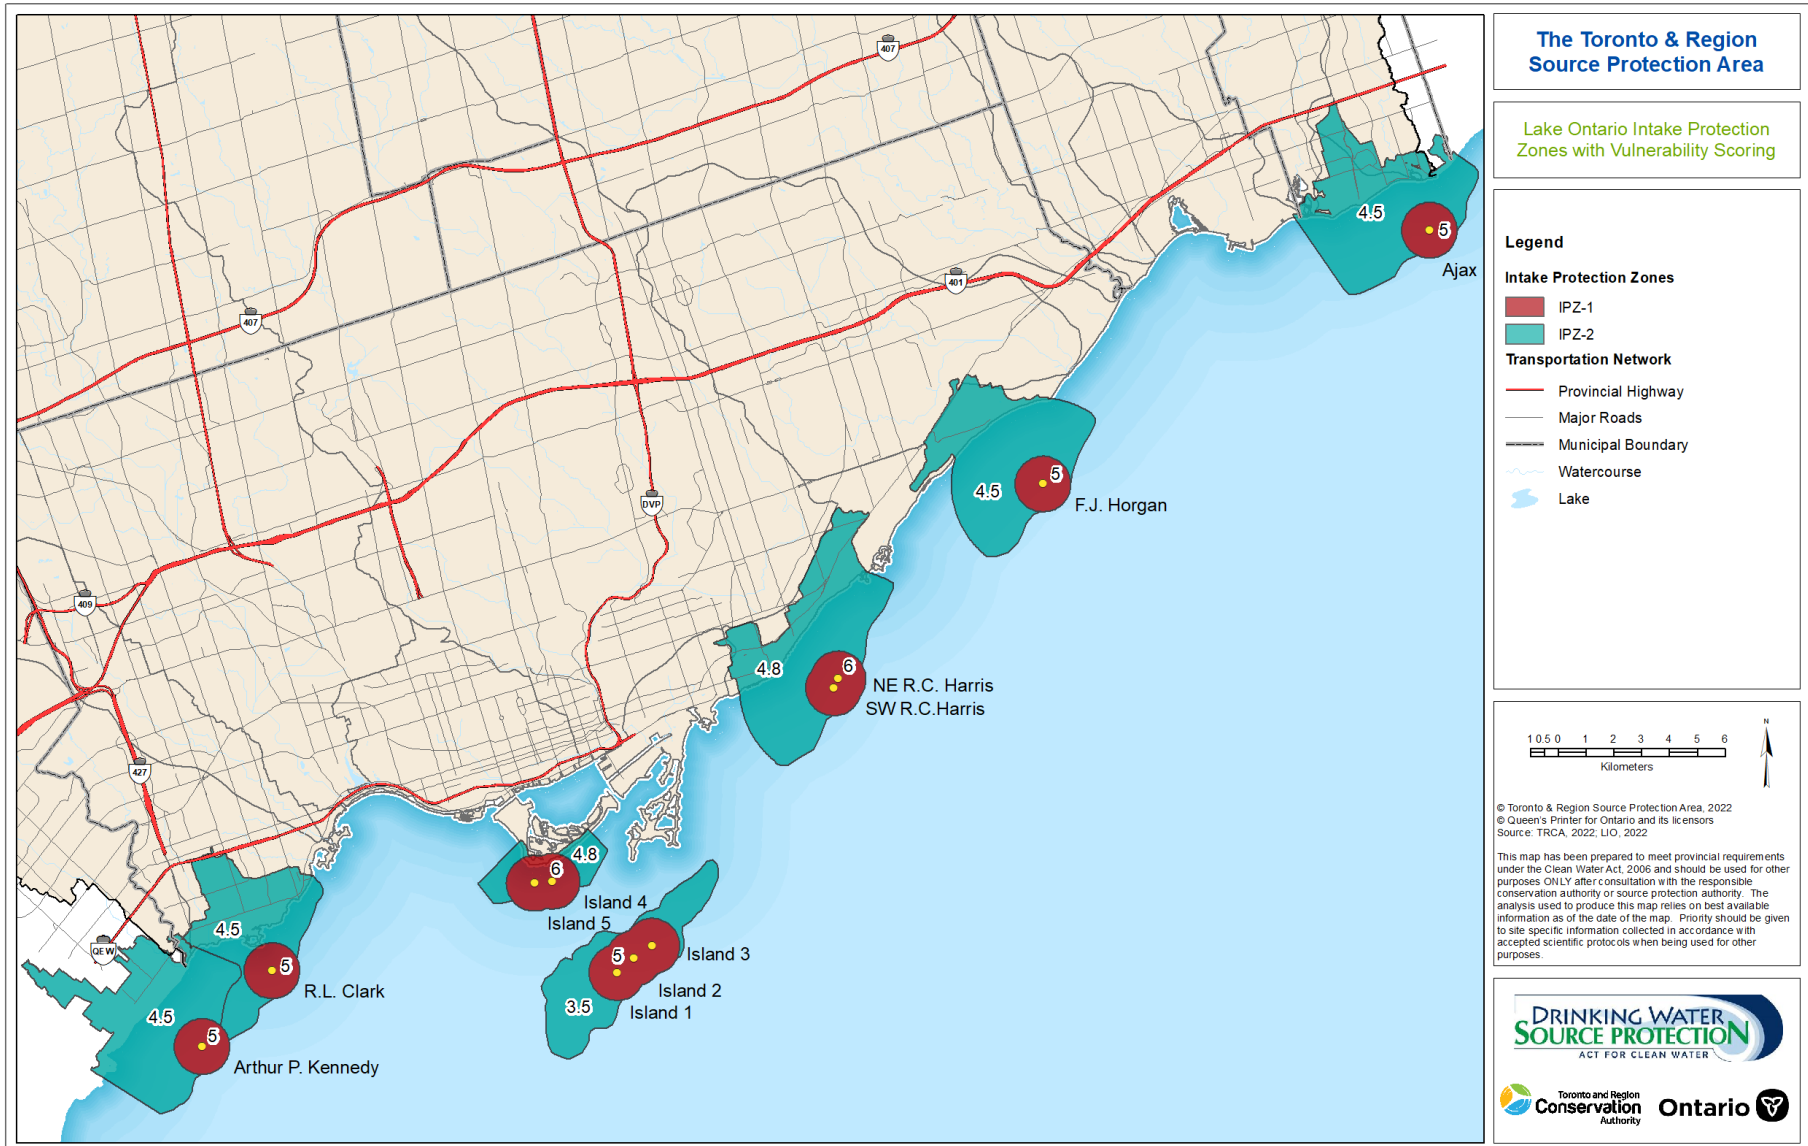 407
4.5
5
Ajax
401
407
5
4.5
F.J. Horgan
DVP
409
6
4.8
NE R.C. Harris
SW R.C.Harris
427
4.8
6
Island 4
Island 5
4.5
QEW
5
R.L. Clark
5
Island 3
Island 2
Island 1
3.5
4.5
5
Arthur P. Kennedy
The Toronto & Region
Source Protection Area
Lake Ontario Intake Protection
Zones with Vulnerability Scoring
Legend
Intake Protection Zones
IPZ-1
IPZ-2
Transportation Network
Provincial Highway
Major Roads
Municipal Boundary
Watercourse
Lake
N
1 0.5 0 1 2 3 4 5 6
Kilometers
© Toronto & Region Source Protection Area, 2022
© Queen's Printer for Ontario and its licensors
Source: TRCA, 2022; LIO, 2022
This map has been prepared to meet provincial requirements
under the Clean Water Act, 2006 and should be used for other
purposes ONLY after consultation with the responsible
conservation authority or source protection authority. The
analysis used to produce this map relies on best available
information as of the date of the map. Priority should be given
to site specific information collected in accordance with
accepted scientific protocols when being used for other
purposes.
DRINKING WATER
SOURCE PROTECTION
ACT FOR CLEAN WATER
Toronto and Region
Conservation
Authority
Ontario